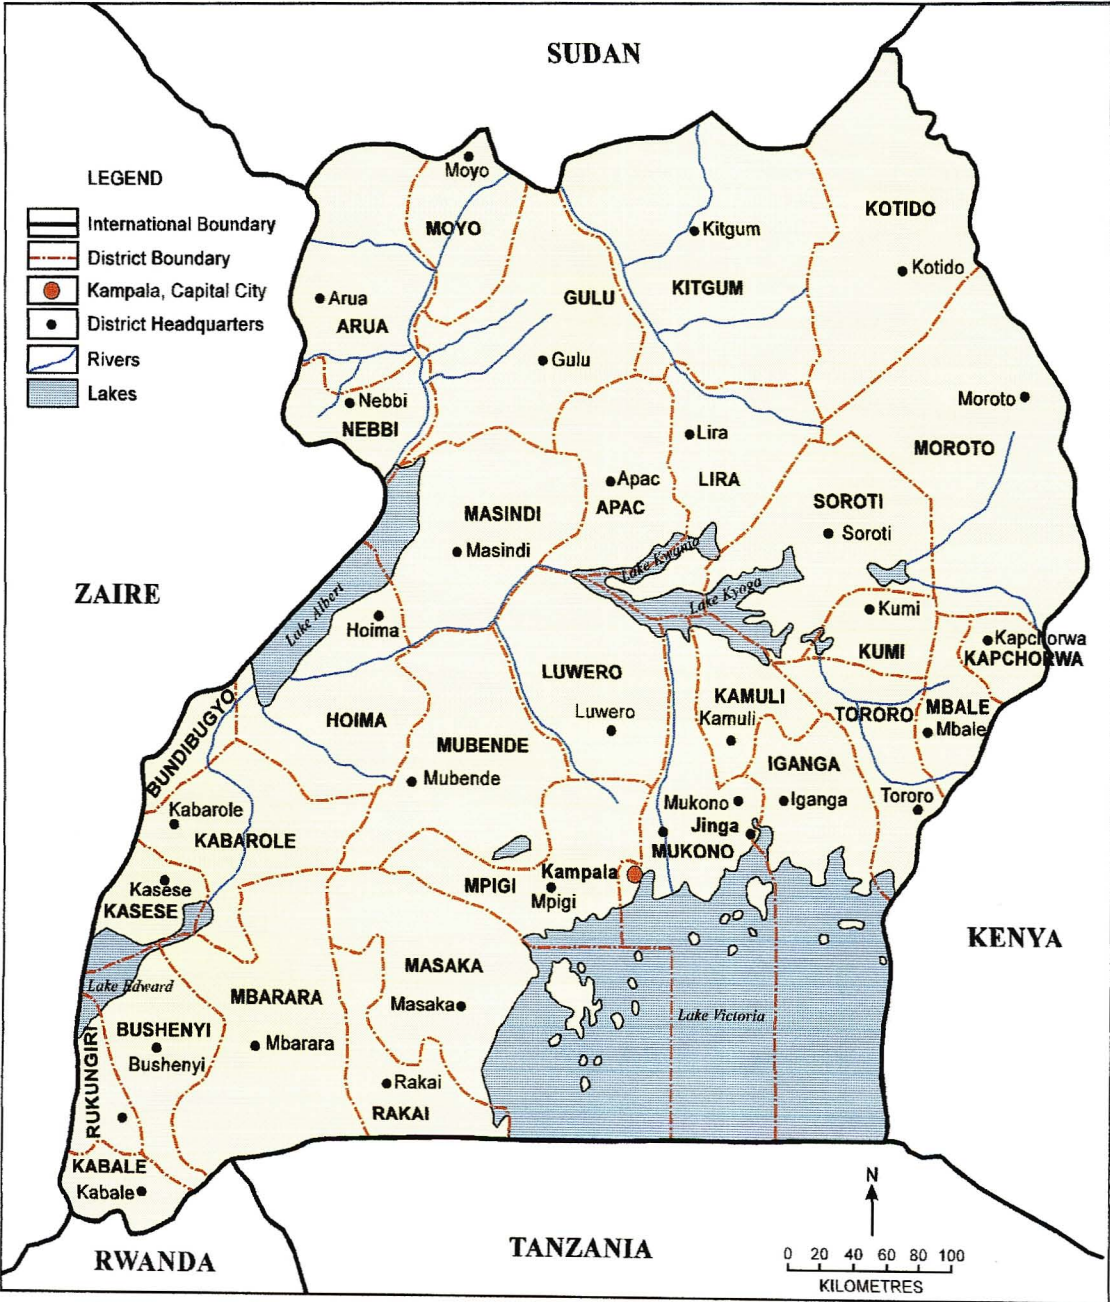 SUDAN
LEGEND
International Boundary
District Boundary
Kampala, Capital City
District Headquarters
Rivers
Lakes
Moyo
MOYO
Kitgum
KITGUM
KOTIDO
Kotido
Arua
ARUA
GULU
Gulu
Nebbi
NEBBI
Moroto
MOROTO
Lira
LIRA
Apac
APAC
SOROTI
Soroti
MASINDI
Masindi
ZAIRE
Lake Albert
Lake Kwania
Lake Kyoga
Hoima
HOIMA
Kumi
KUMI
Kapchorwa
KAPCHORWA
LUWERO
Luwero
KAMULI
Kamuli
TORORO
MBALE
Mbale
BUNDIBUGYO
MUBENDE
Mubende
IGANGA
Iganga
Tororo
Mukono
Jinga
MUKONO
Kabarole
KABAROLE
Kasese
KASESE
MPIGI
Mpigi
Kampala
KENYA
MASAKA
Masaka
Lake Edward
MBARARA
Mbarara
Lake Victoria
BUSHENYI
Bushenyi
RUKUNGIRI
Rakai
RAKAI
KABALE
Kabale
RWANDA
TANZANIA
N
0 20 40 60 80 100
KILOMETRES